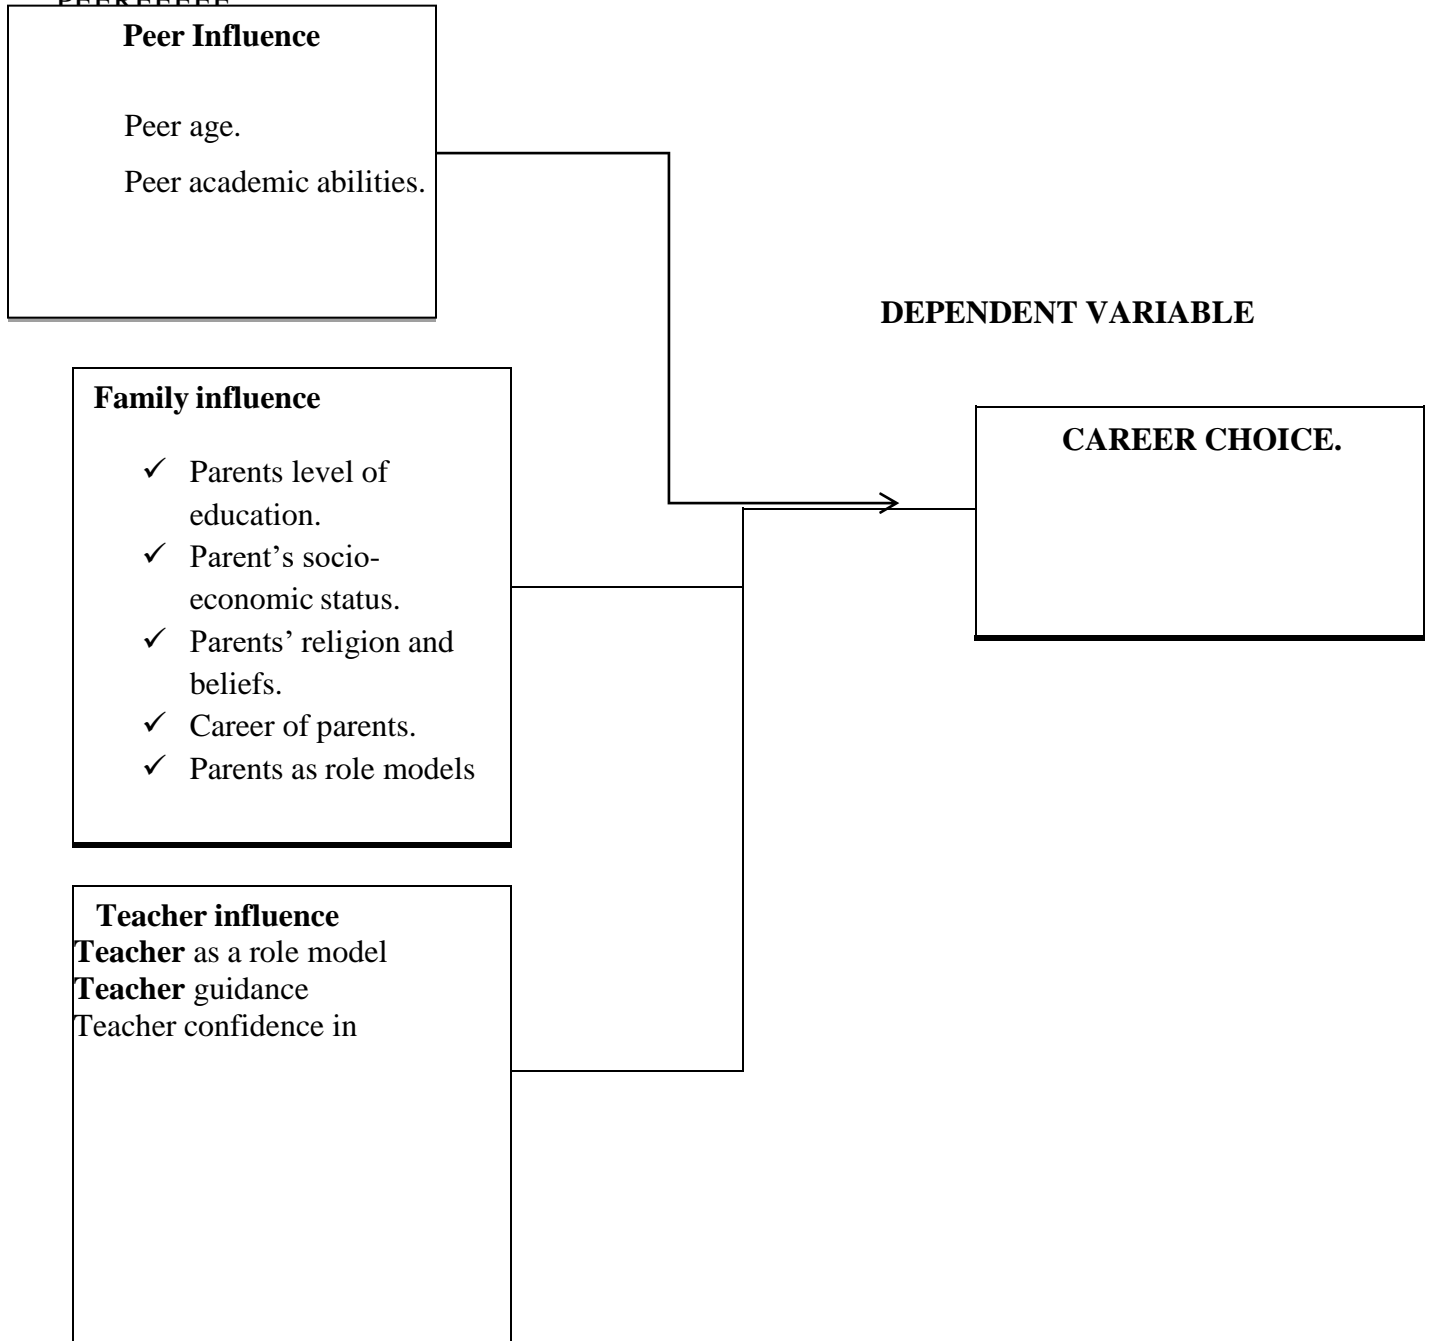 Peer Influence
Peer age.
Peer academic abilities.
DEPENDENT VARIABLE
Family influence
✓ Parents level of
education.
✓ Parent’s socio-
economic status.
✓ Parents’ religion and
beliefs.
✓ Career of parents.
✓ Parents as role models
CAREER CHOICE.
Teacher influence
Teacher as a role model
Teacher guidance
Teacher confidence in